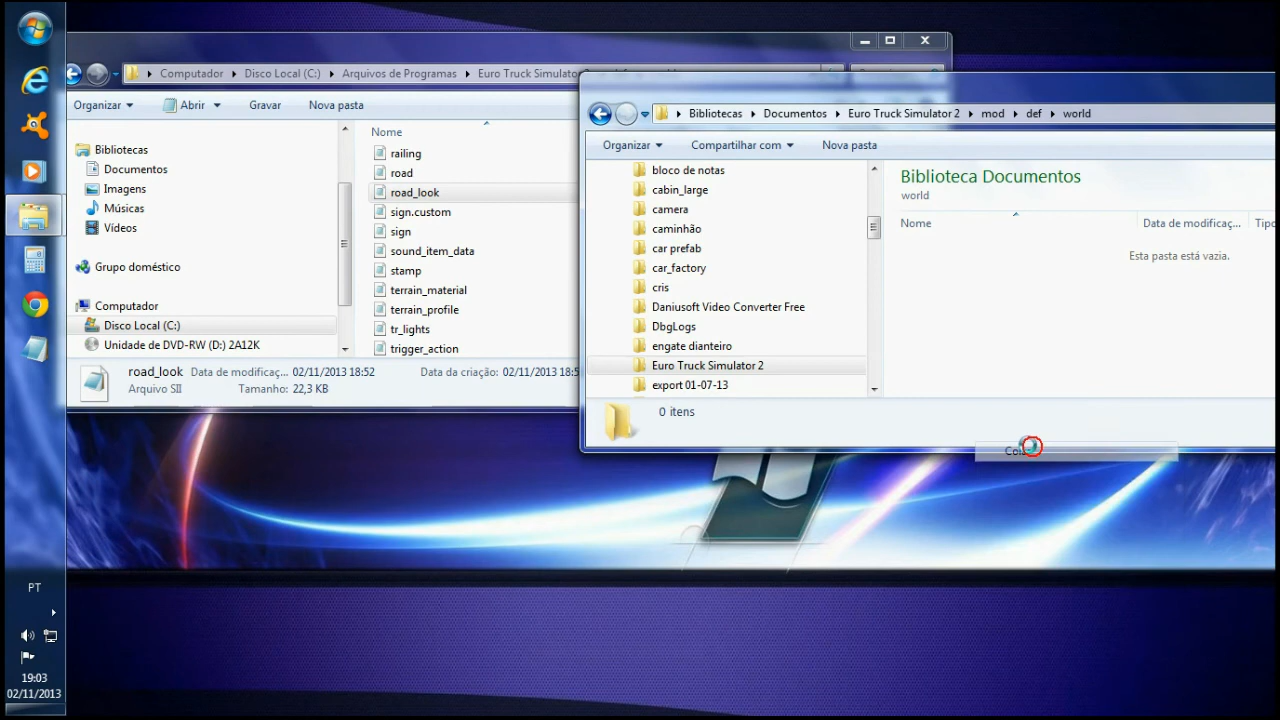 Computador Disco Local (C:) Arquivos de Programas
Organizar Abrir Gravar Nova pasta
Bibliotecas
Documentos
Imagens
Músicas
Vídeos
Grupo doméstico
Computador
Disco Local (C:)
Unidade de DVD-RW (D:) 2A12K
Nome
railing
road
road_look
sign.custom
sign
sound_item_data
stamp
terrain_material
terrain_profile
tr_lights
trigger_action
road_look Data de modificaç... 02/11/2013 18:52 Data da criação: 02/11/2013 18:5
Arquivo SII Tamanho: 22,3 KB
Bibliotecas Documentos Euro Truck Simulator 2 mod def world
Organizar Compartilhar com Nova pasta
bloco de notas
cabin_large
camera
caminhão
car prefab
car_factory
cris
Daniusoft Video Converter Free
DbgLogs
engate dianteiro
Euro Truck Simulator 2
export 01-07-13
Biblioteca Documentos
world
Nome Data de modificaç... Tipo
Esta pasta está vazia.
0 itens
PT
19:03
02/11/2013